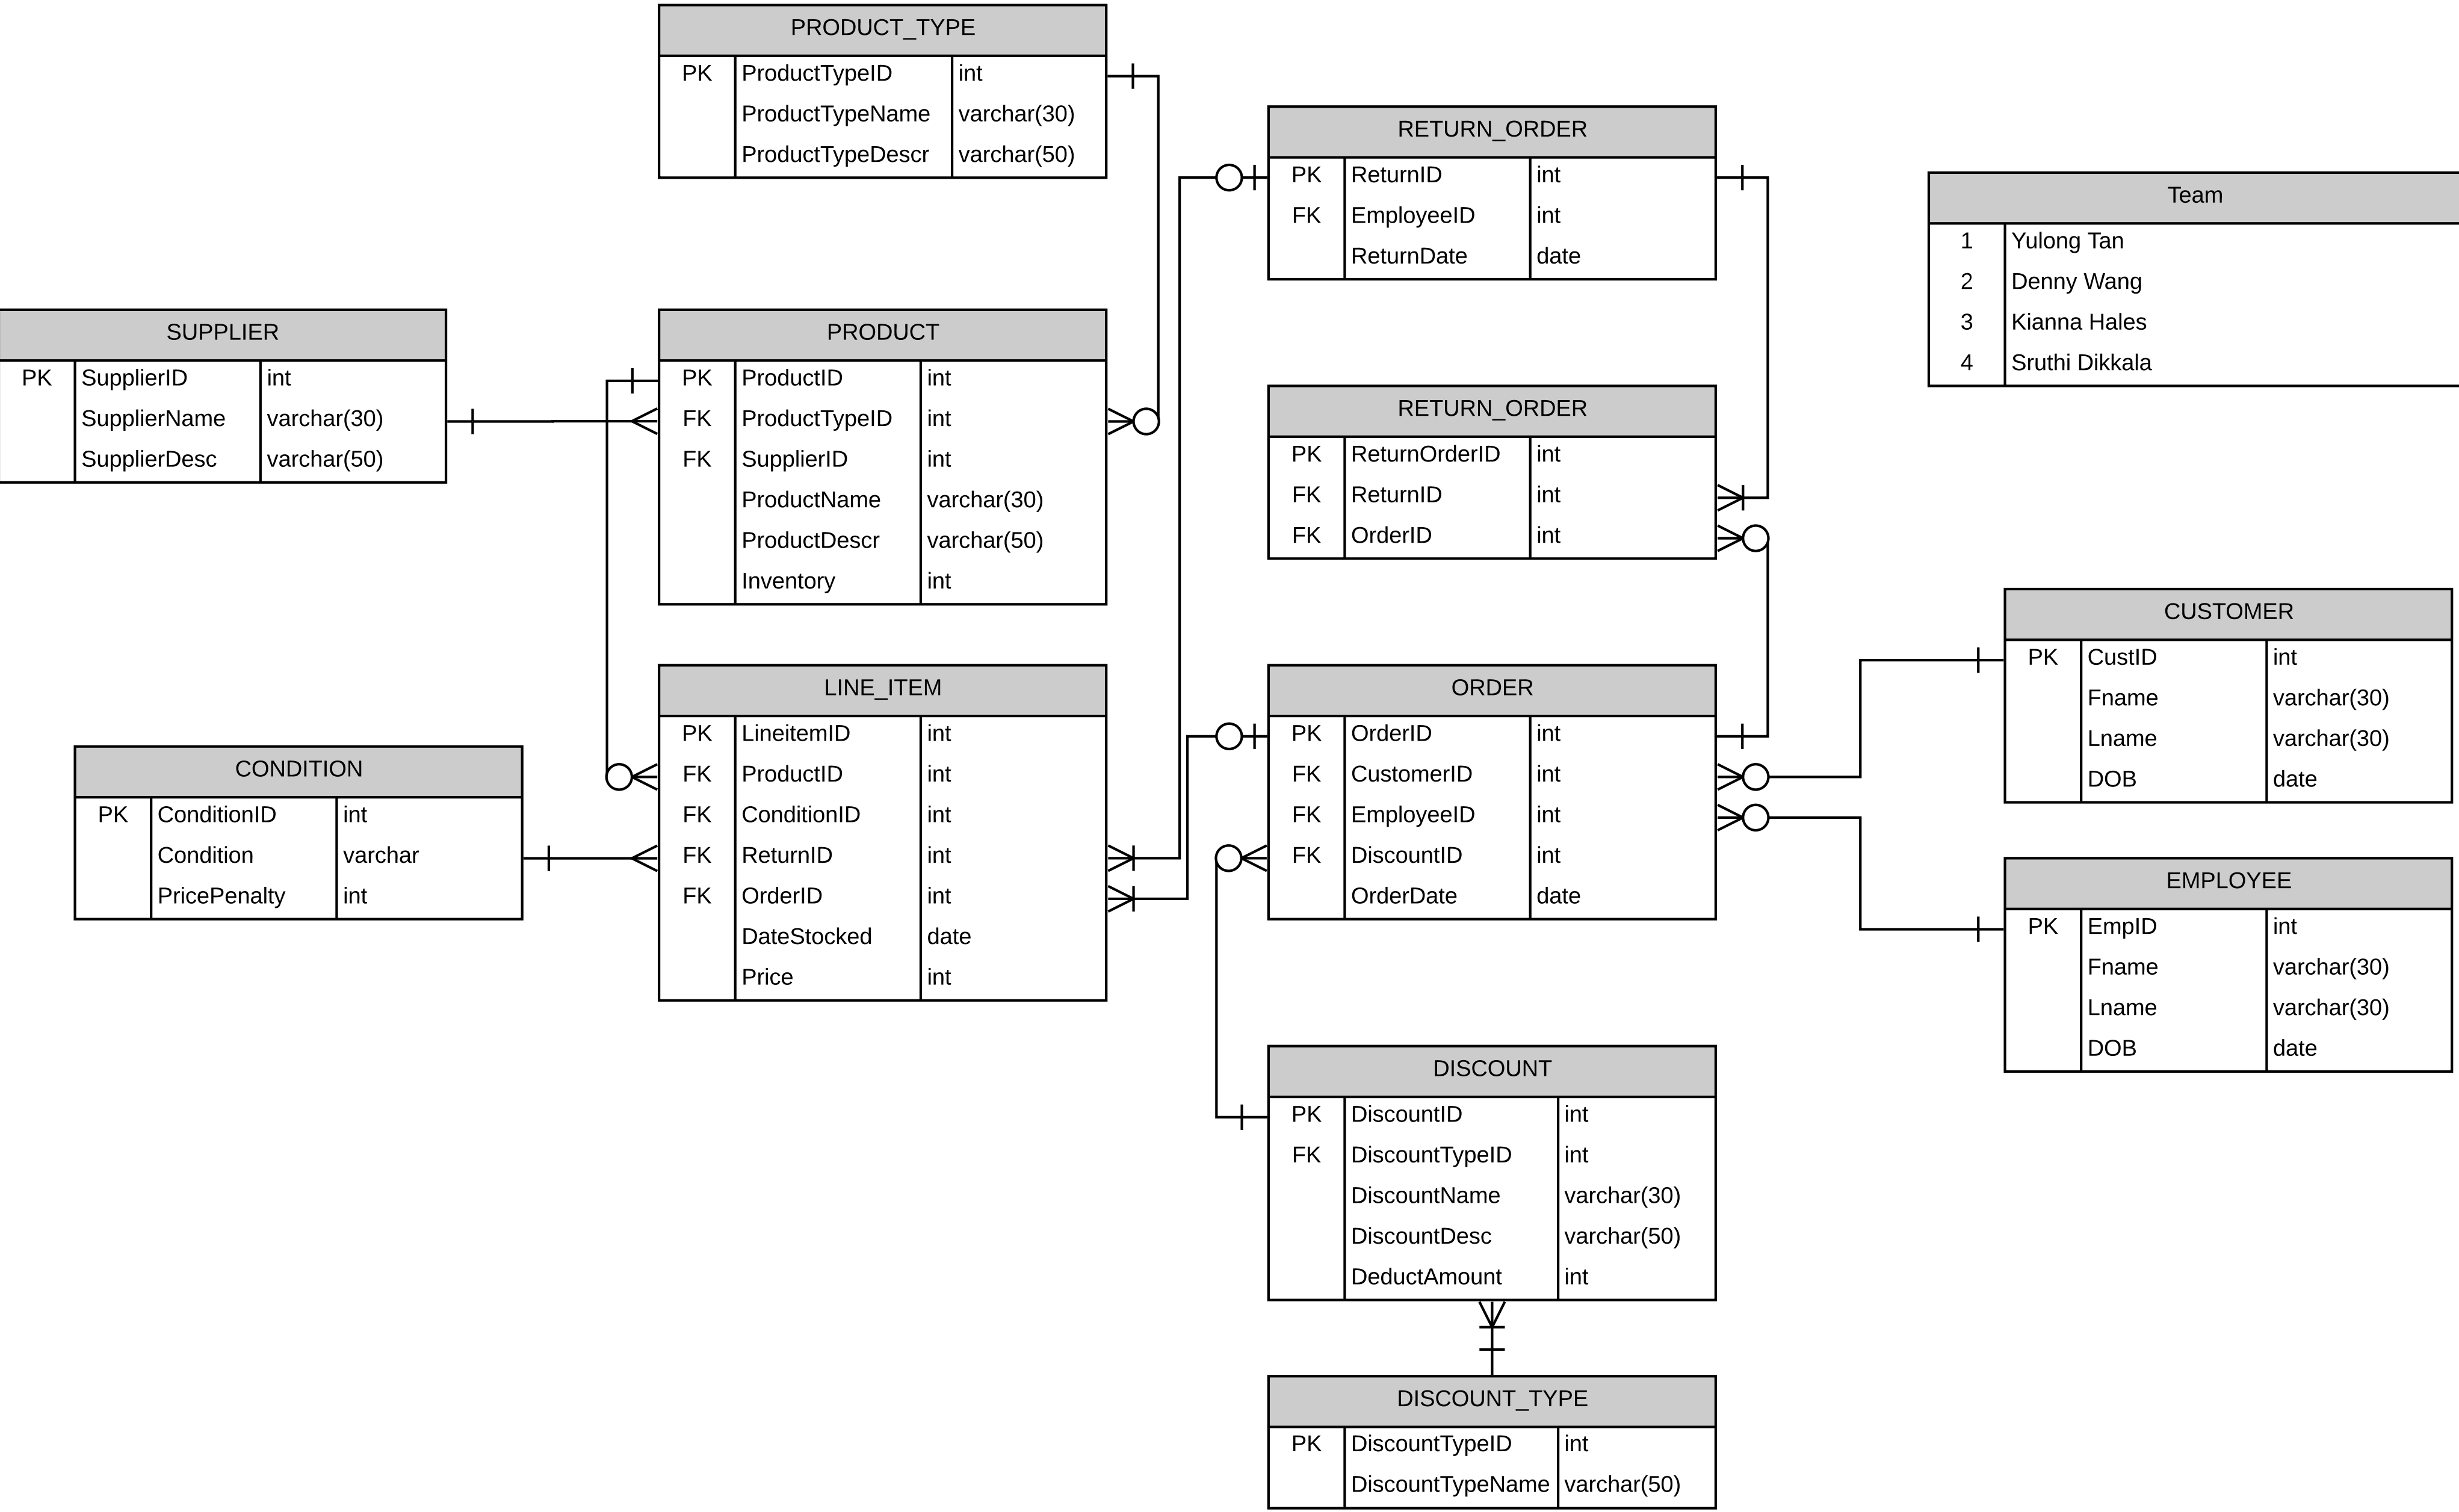 PRODUCT_TYPE
PK ProductTypeID int
ProductTypeName varchar(30)
ProductTypeDescr varchar(50)
RETURN_ORDER
PK ReturnID int
FK EmployeeID int
ReturnDate date
Team
1 Yulong Tan
2 Denny Wang
3 Kianna Hales
4 Sruthi Dikkala
SUPPLIER
PK SupplierID int
SupplierName varchar(30)
SupplierDesc varchar(50)
PRODUCT
PK ProductID int
FK ProductTypeID int
FK SupplierID int
ProductName varchar(30)
ProductDescr varchar(50)
Inventory int
RETURN_ORDER
PK ReturnOrderID int
FK ReturnID int
FK OrderID int
CUSTOMER
PK CustID int
Fname varchar(30)
Lname varchar(30)
DOB date
CONDITION
PK ConditionID int
Condition varchar
PricePenalty int
LINE_ITEM
PK LineitemID int
FK ProductID int
FK ConditionID int
FK ReturnID int
FK OrderID int
DateStocked date
Price int
ORDER
PK OrderID int
FK CustomerID int
FK EmployeeID int
FK DiscountID int
OrderDate date
EMPLOYEE
PK EmpID int
Fname varchar(30)
Lname varchar(30)
DOB date
DISCOUNT
PK DiscountID int
FK DiscountTypeID int
DiscountName varchar(30)
DiscountDesc varchar(50)
DeductAmount int
DISCOUNT_TYPE
PK DiscountTypeID int
DiscountTypeName varchar(50)